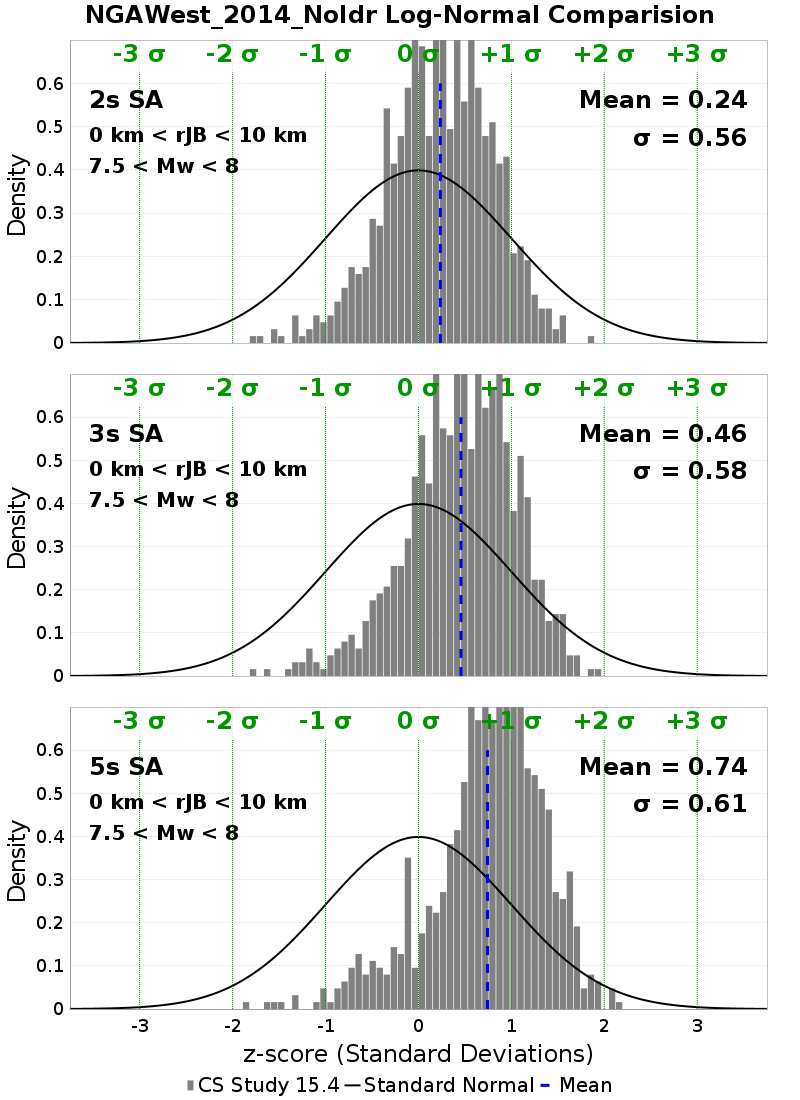 NGAWest_2014_NoIdr Log-Normal Comparision
-3 σ -2 σ -1 σ 0 σ +1 σ +2 σ +3 σ
2s SA
0 km < rJB < 10 km
7.5 < Mw < 8
Mean = 0.24
σ = 0.56
Density
0.6
0.5
0.4
0.3
0.2
0.1
0
-3 σ -2 σ -1 σ 0 σ +1 σ +2 σ +3 σ
3s SA
0 km < rJB < 10 km
7.5 < Mw < 8
Mean = 0.46
σ = 0.58
Density
0.6
0.5
0.4
0.3
0.2
0.1
0
-3 σ -2 σ -1 σ 0 σ +1 σ +2 σ +3 σ
5s SA
0 km < rJB < 10 km
7.5 < Mw < 8
Mean = 0.74
σ = 0.61
Density
0.6
0.5
0.4
0.3
0.2
0.1
0
-3 -2 -1 0 1 2 3
z-score (Standard Deviations)
CS Study 15.4 Standard Normal Mean